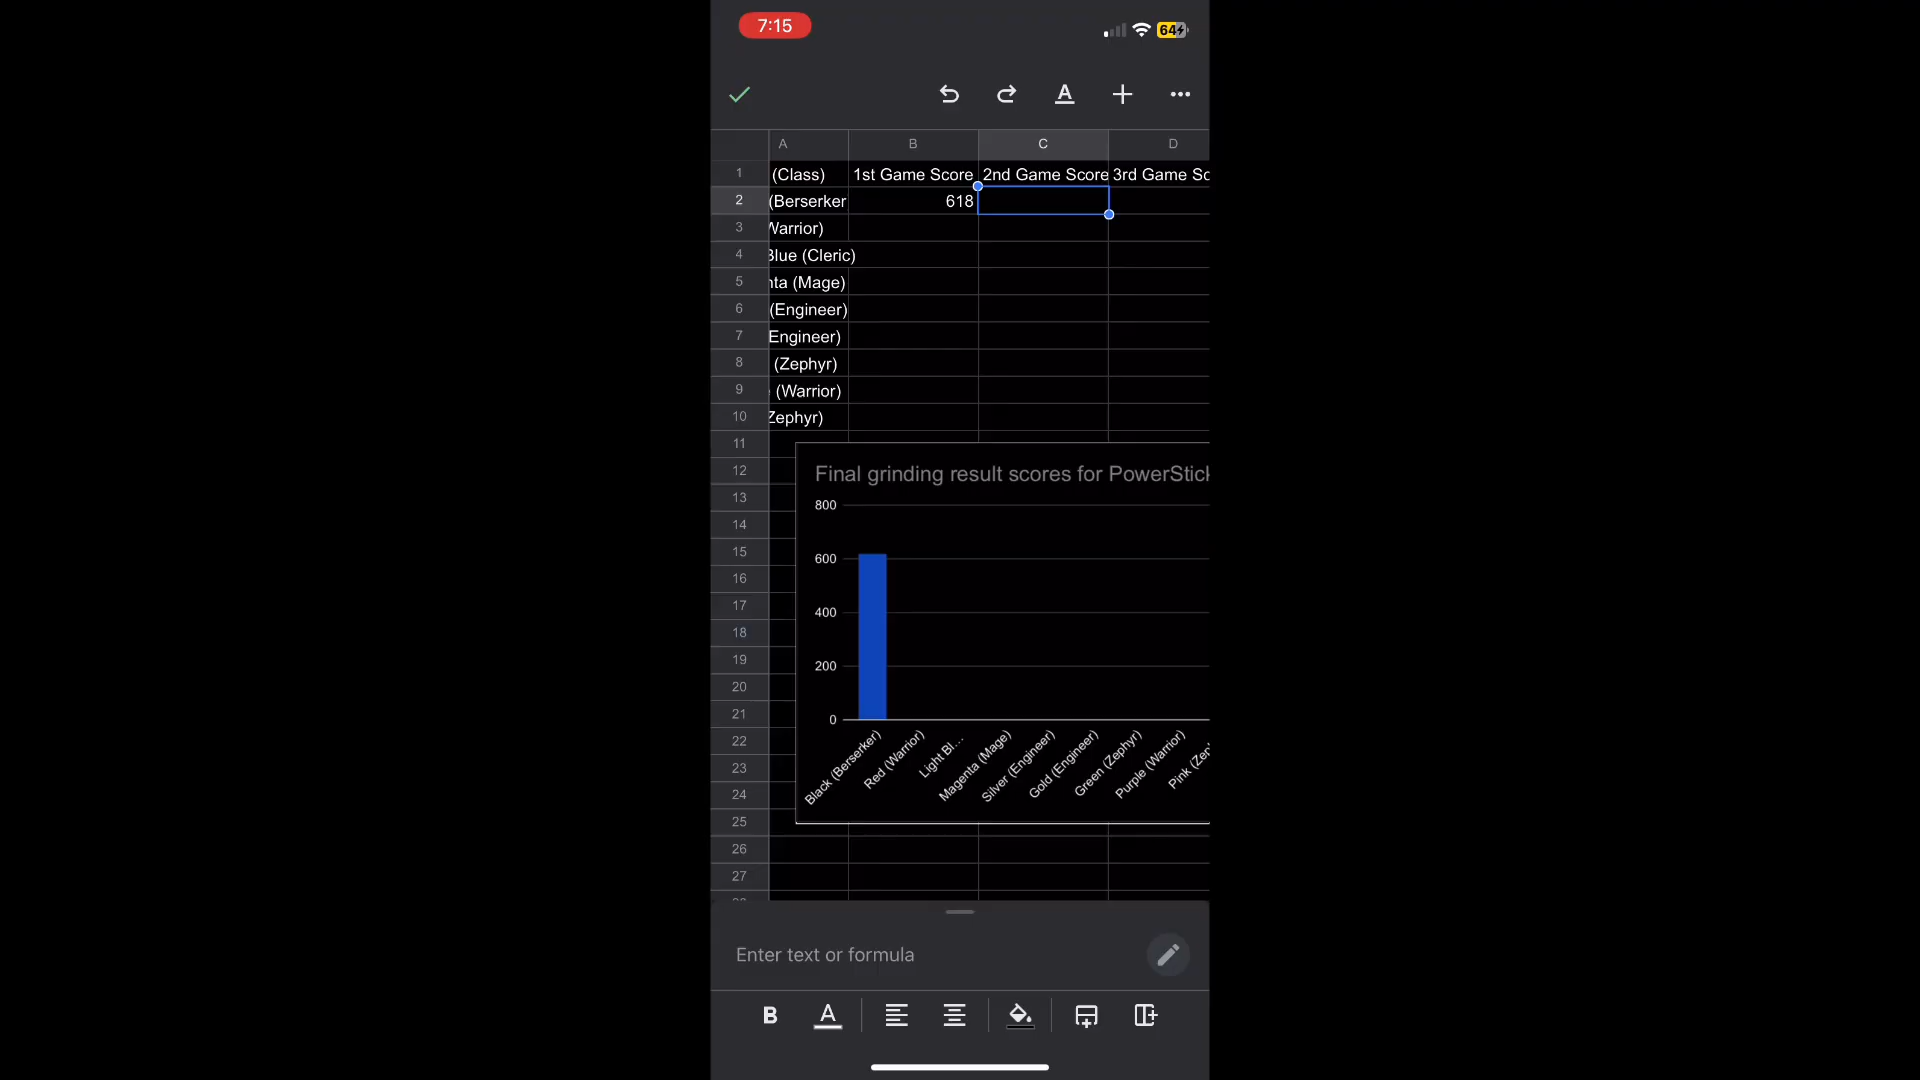 7:15
64
A B C D
1 (Class) 1st Game Score 2nd Game Score 3rd Game Sc
2 (Berserker 618
3 Warrior)
4 Blue (Cleric)
5 nta (Mage)
6 (Engineer)
7 Engineer)
8 (Zephyr)
9 (Warrior)
10 Zephyr)
11
12
13
14
15
16
17
18
19
20
21
22
23
24
25
26
27
Final grinding result scores for PowerStick
800
600
400
200
0
Black (Berserker) Red (Warrior) Light Bl... Magenta (Mage) Silver (Engineer) Gold (Engineer) Green (Zephyr) Purple (Warrior) Pink (Zep
Enter text or formula
B A